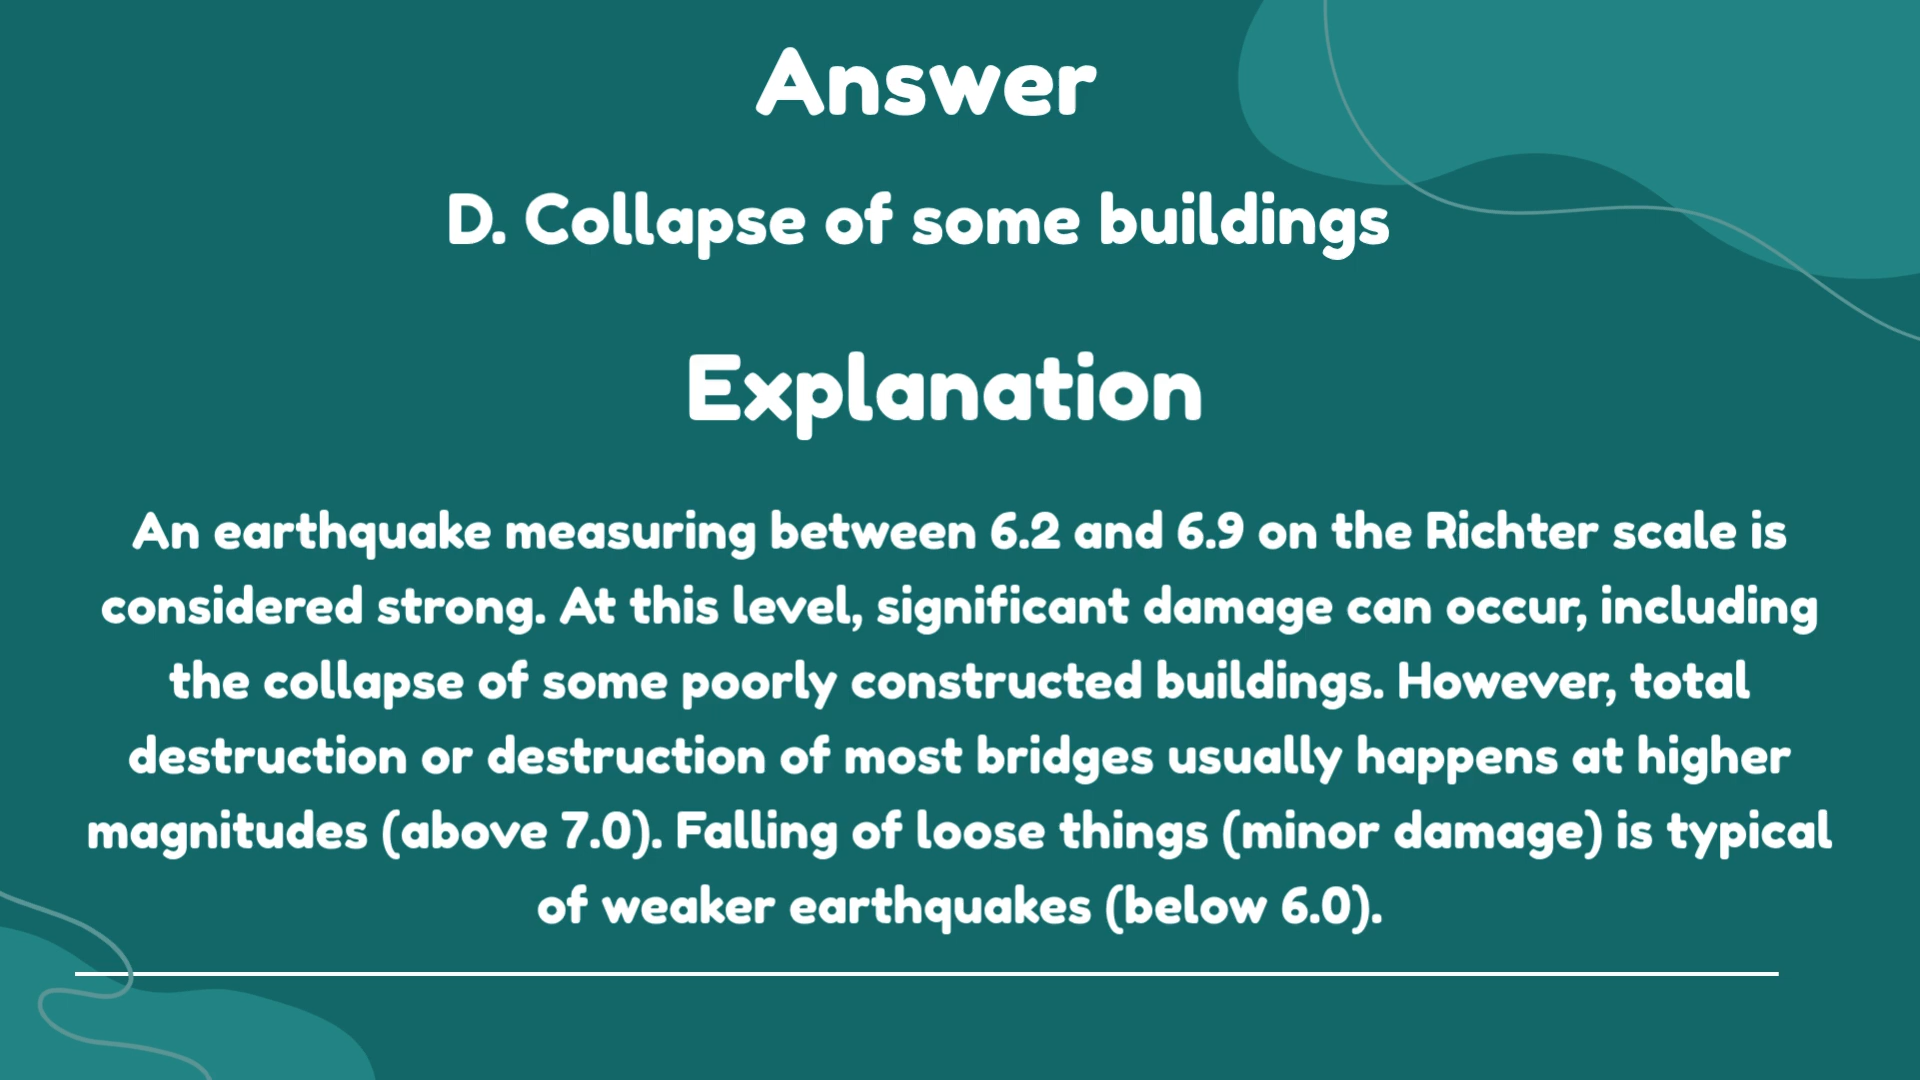 Answer
D. Collapse of some buildings
Explanation
An earthquake measuring between 6.2 and 6.9 on the Richter scale is
considered strong. At this level, significant damage can occur, including
the collapse of some poorly constructed buildings. However, total
destruction or destruction of most bridges usually happens at higher
magnitudes (above 7.0). Falling of loose things (minor damage) is typical
of weaker earthquakes (below 6.0).